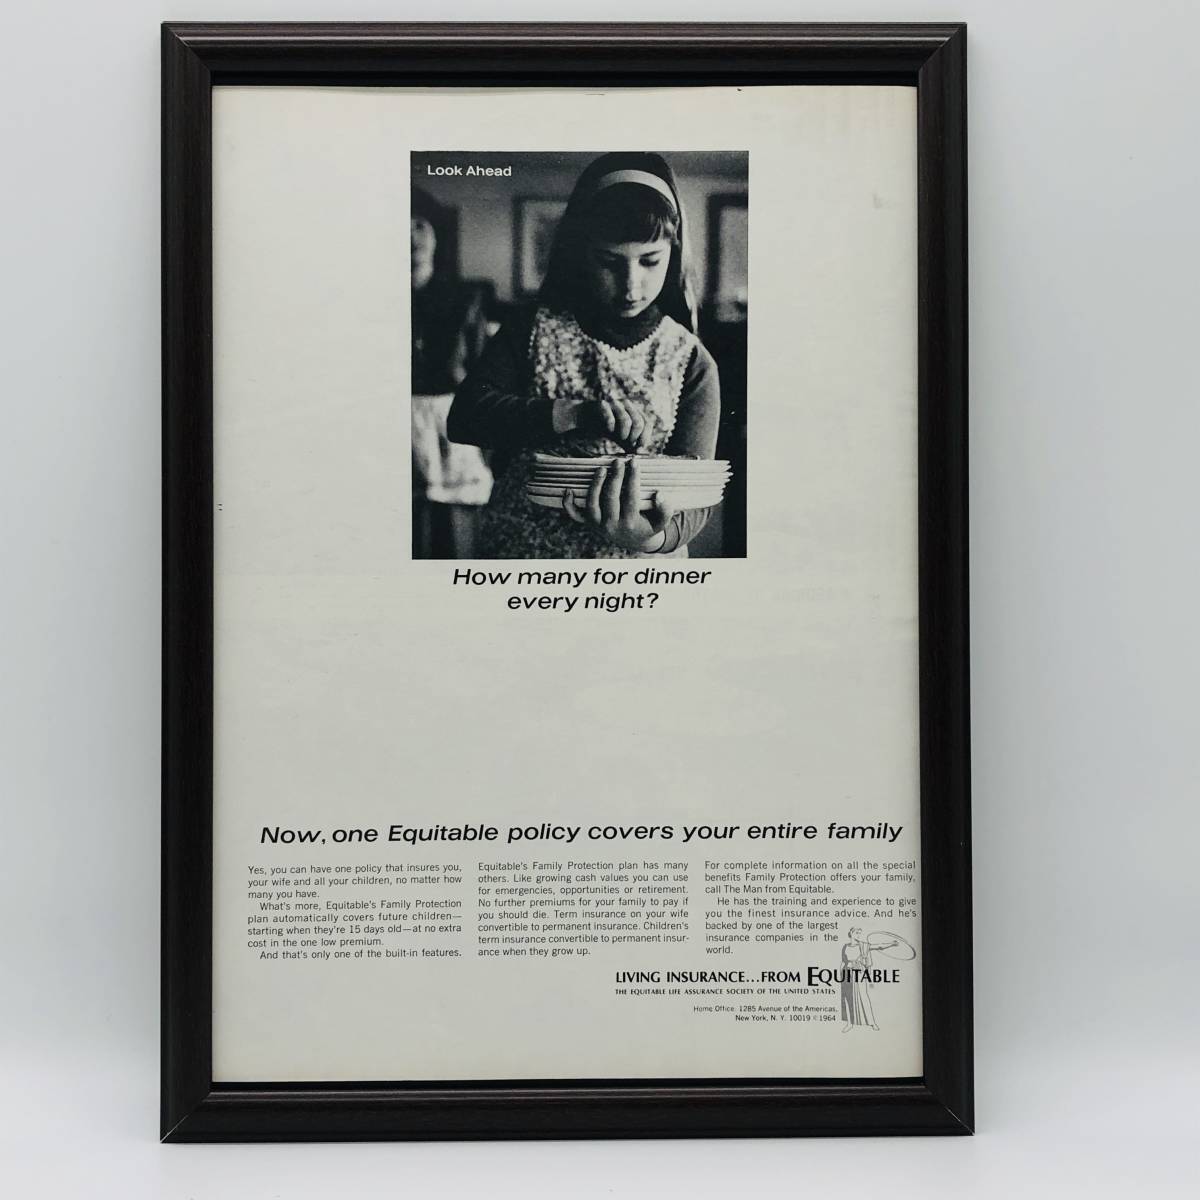 Look Ahead
How many for dinner
every night?
Now, one Equitable policy covers your entire family
Yes, you can have one policy that insures you,
your wife and all your children, no matter how
many you have.
What's more, Equitable's Family Protection
plan automatically covers future children—
starting when they're 15 days old—at no extra
cost in the one low premium.
And that's only one of the built-in features.
Equitable's Family Protection plan has many
others. Like growing cash values you can use
for emergencies, opportunities or retirement.
No further premiums for your family to pay if
you should die. Term insurance on your wife
convertible to permanent insurance. Children's
term insurance convertible to permanent insur-
ance when they grow up.
For complete information on all the special
benefits Family Protection offers your family,
call The Man from Equitable.
He has the training and experience to give
you the finest insurance advice. And he's
backed by one of the largest
insurance companies in the
world.
LIVING INSURANCE...FROM EQUITABLE
THE EQUITABLE LIFE ASSURANCE SOCIETY OF THE UNITED STATES
Home Office: 1285 Avenue of the Americas,
New York, N. Y. 10019 ©1964